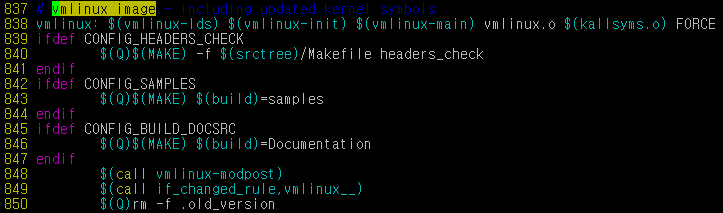 837 # vmlinux image - including updated kernel symbols
838 vmlinux: $(vmlinux-lds) $(vmlinux-init) $(vmlinux-main) vmlinux.o $(kallsyms.o) FORCE
839 ifdef CONFIG_HEADERS_CHECK
840         $(Q)$(MAKE) -f $(srctree)/Makefile headers_check
841 endif
842 ifdef CONFIG_SAMPLES
843         $(Q)$(MAKE) $(build)=samples
844 endif
845 ifdef CONFIG_BUILD_DOCSRC
846         $(Q)$(MAKE) $(build)=Documentation
847 endif
848         $(call vmlinux-modpost)
849         $(call if_changed_rule,vmlinux__)
850         $(Q)rm -f .old_version